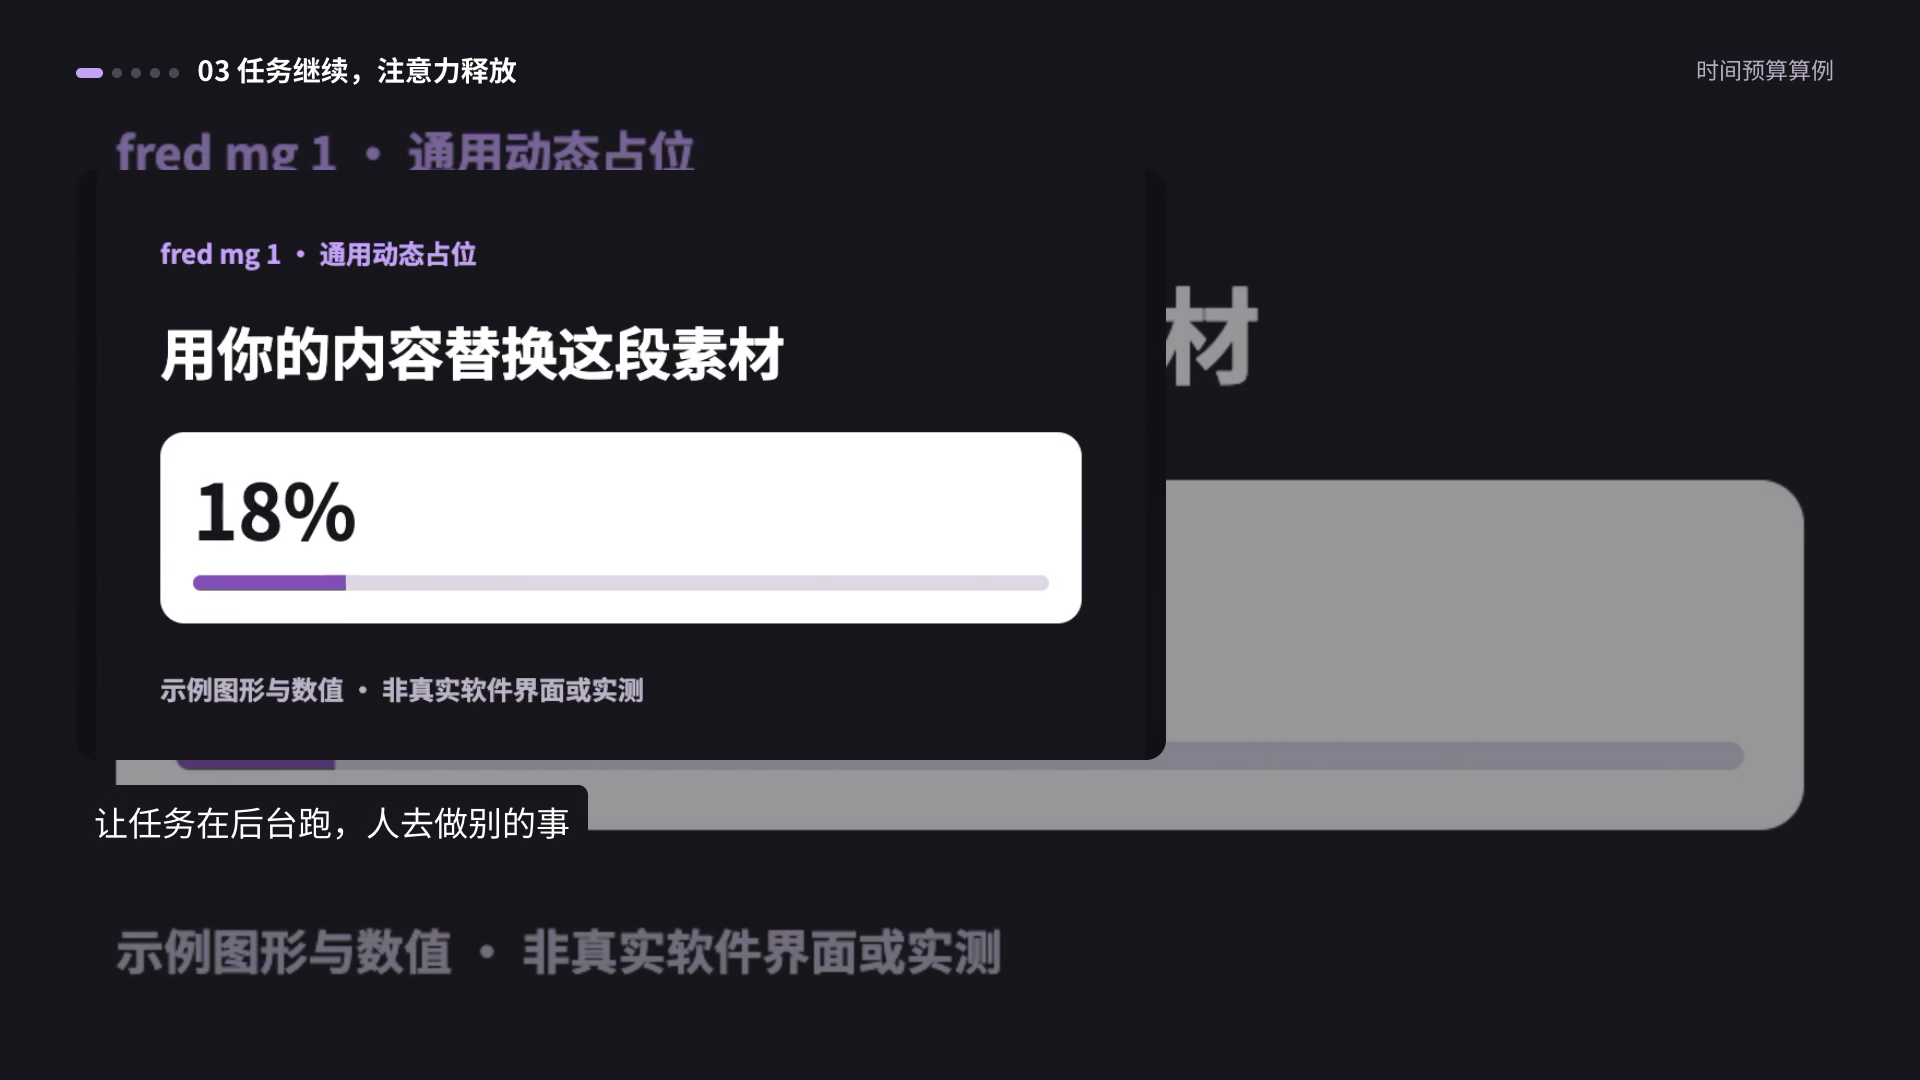 03 任务继续，注意力释放
时间预算算例
fred mg 1 • 通用动态占位
fred mg 1 • 通用动态占位
用你的内容替换这段素材
材
18%
示例图形与数值 • 非真实软件界面或实测
让任务在后台跑，人去做别的事
示例图形与数值 • 非真实软件界面或实测